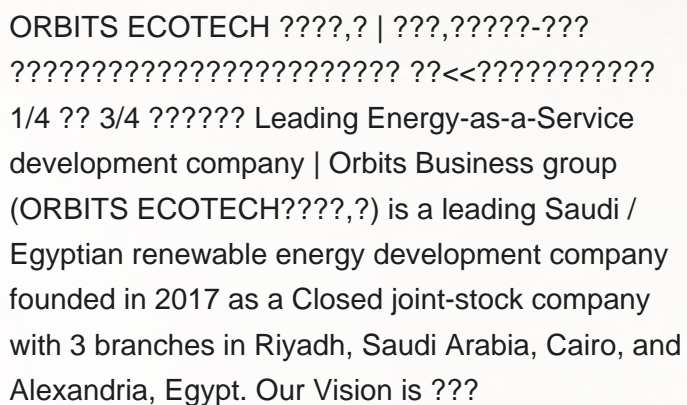 ORBITS ECOTECH ????,? | ???,?????-???
???????????????????????? ??<<???????????
1/4 ?? 3/4 ?????? Leading Energy-as-a-Service
development company | Orbits Business group
(ORBITS ECOTECH????,?) is a leading Saudi /
Egyptian renewable energy development company
founded in 2017 as a Closed joint-stock company
with 3 branches in Riyadh, Saudi Arabia, Cairo, and
Alexandria, Egypt. Our Vision is ???